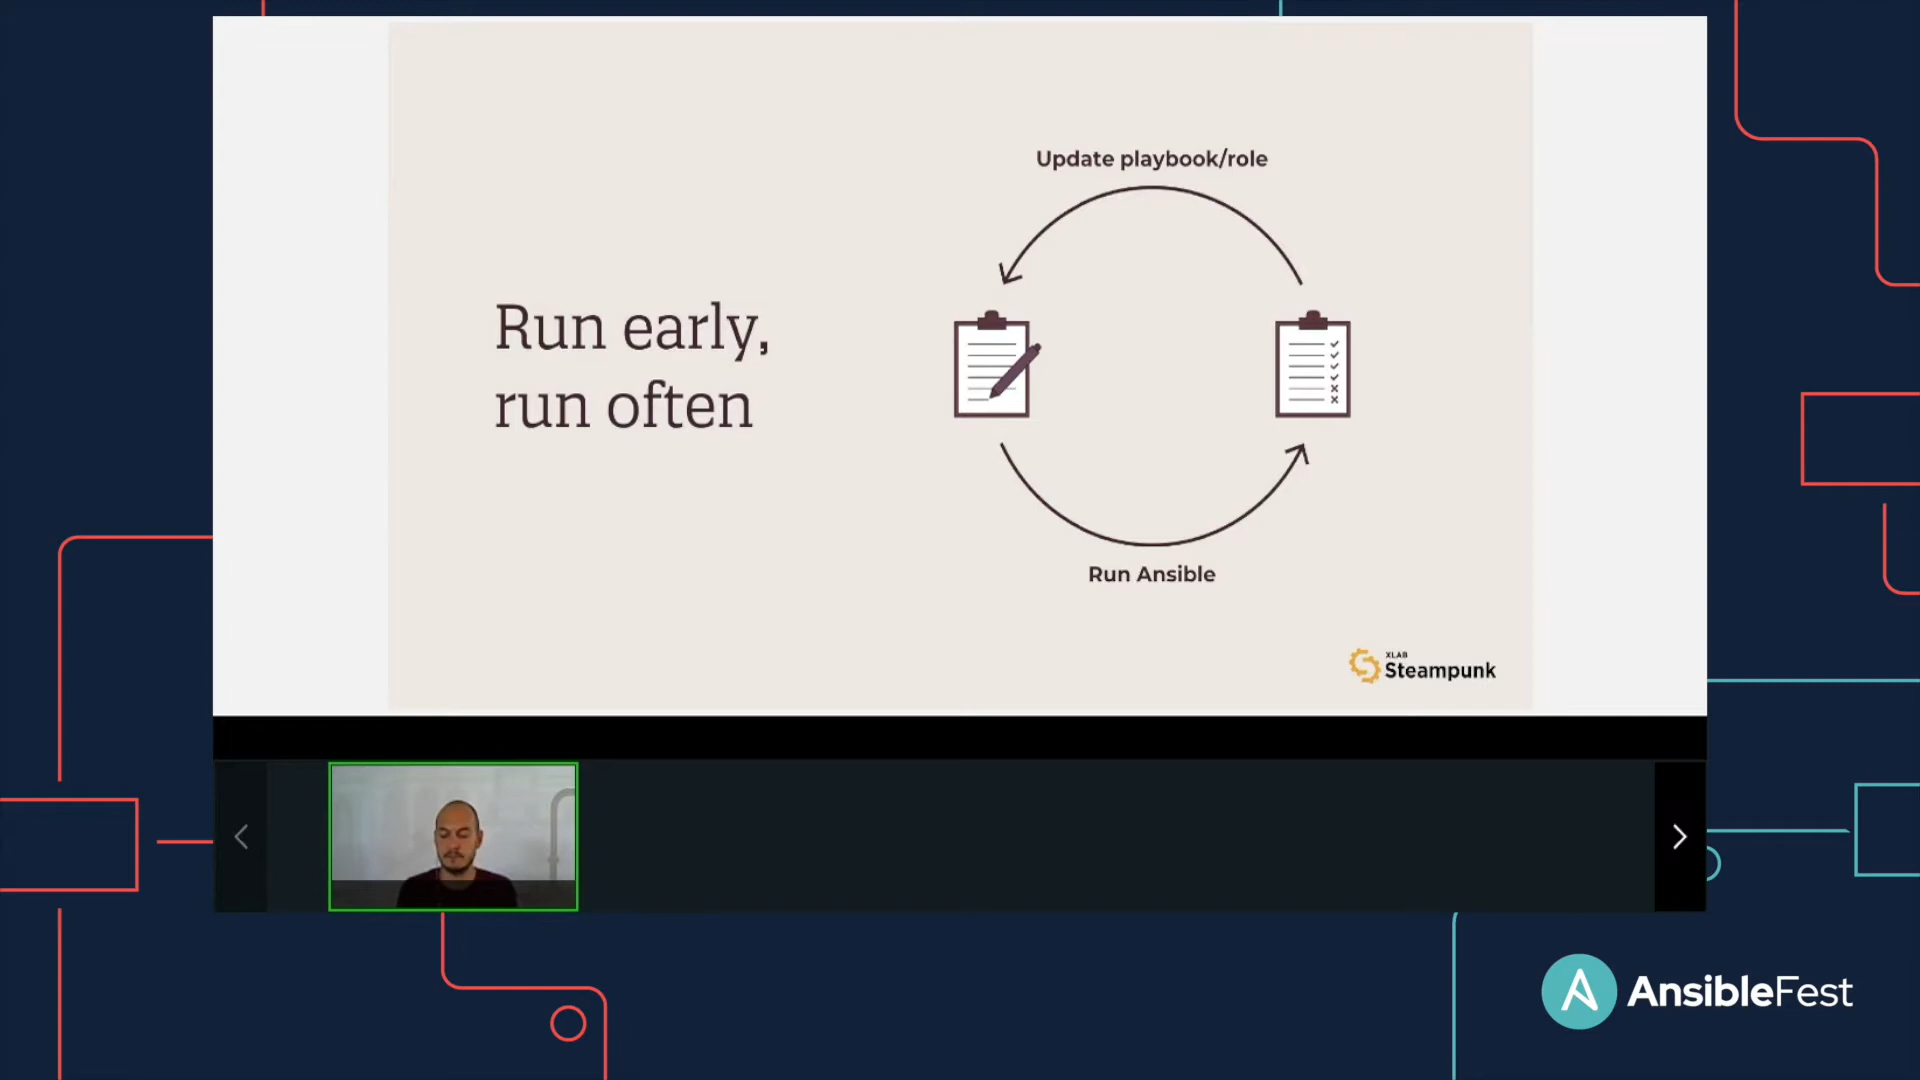 Update playbook/role
Run early,
run often
Run Ansible
XLAB
Steampunk
AnsibleFest